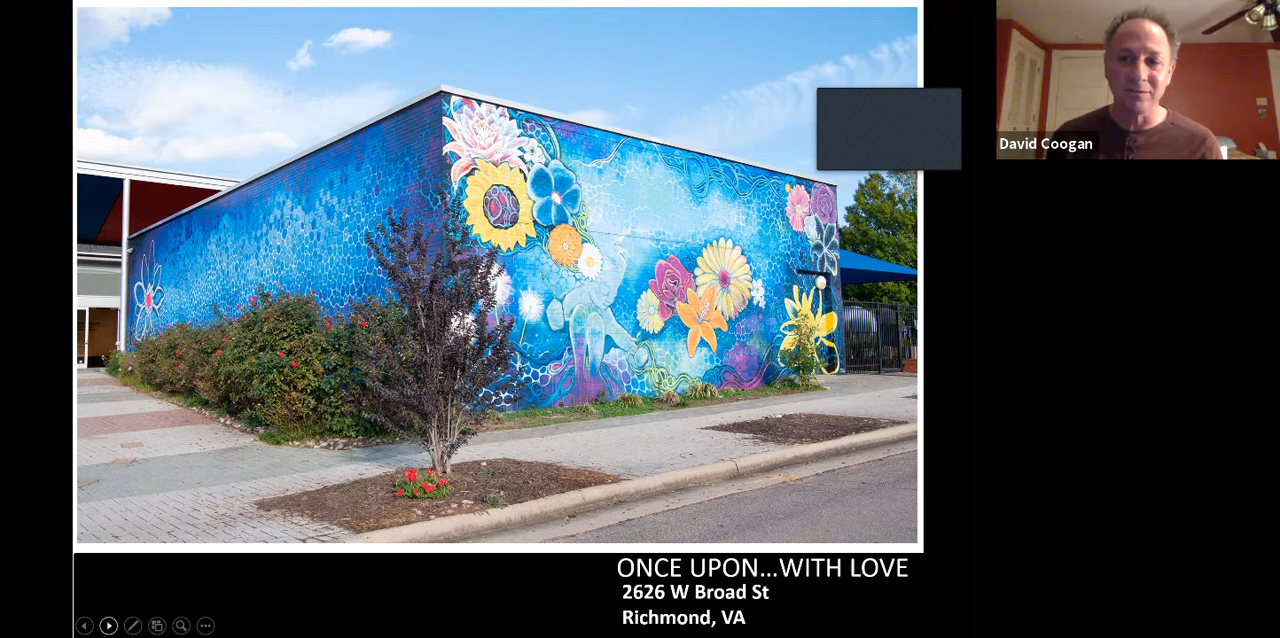 David Coogan
ONCE UPON...WITH LOVE
2626 W Broad St
Richmond, VA